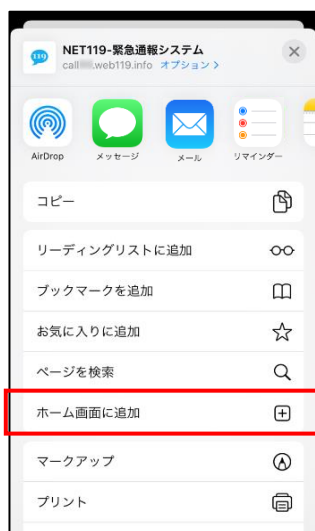 119
NET119-緊急通報システム
call web119.info オプション >
AirDrop
メッセージ
メール
リマインダー
コピー
リーディングリストに追加
ブックマークを追加
お気に入りに追加
ページを検索
ホーム画面に追加
マークアップ
プリント